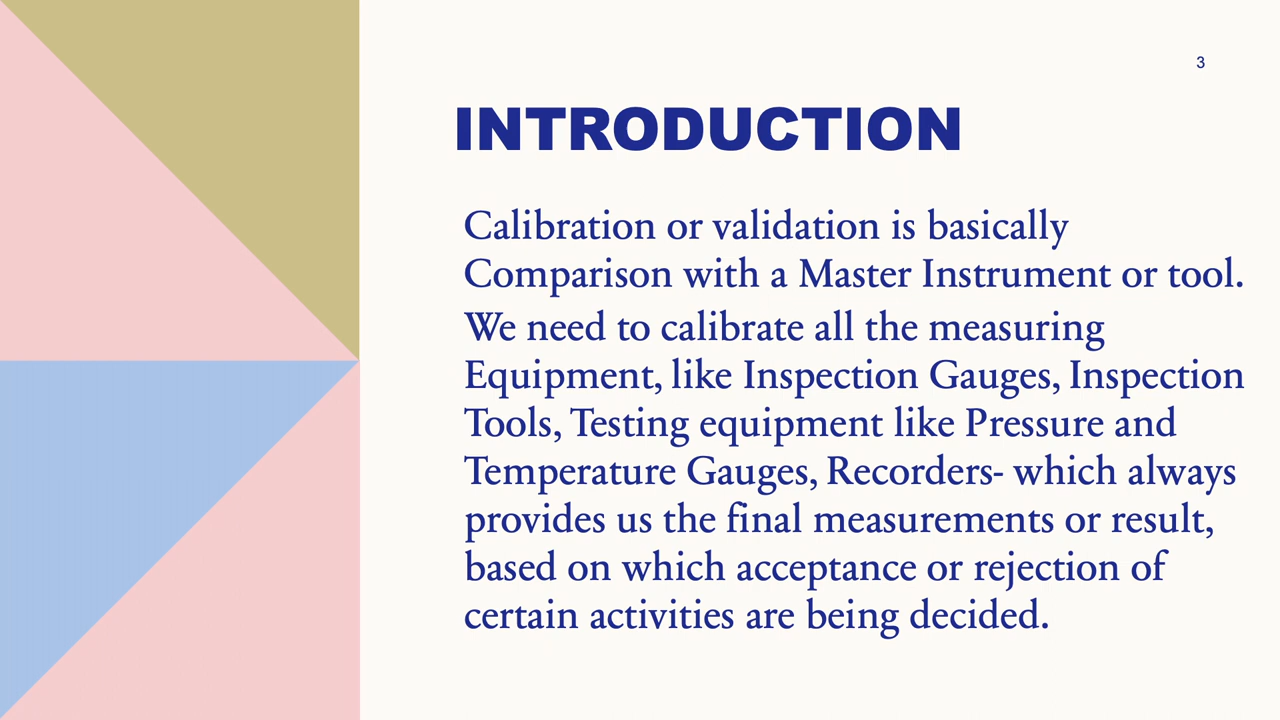 3
INTRODUCTION
Calibration or validation is basically
Comparison with a Master Instrument or tool.
We need to calibrate all the measuring
Equipment, like Inspection Gauges, Inspection
Tools, Testing equipment like Pressure and
Temperature Gauges, Recorders- which always
provides us the final measurements or result,
based on which acceptance or rejection of
certain activities are being decided.